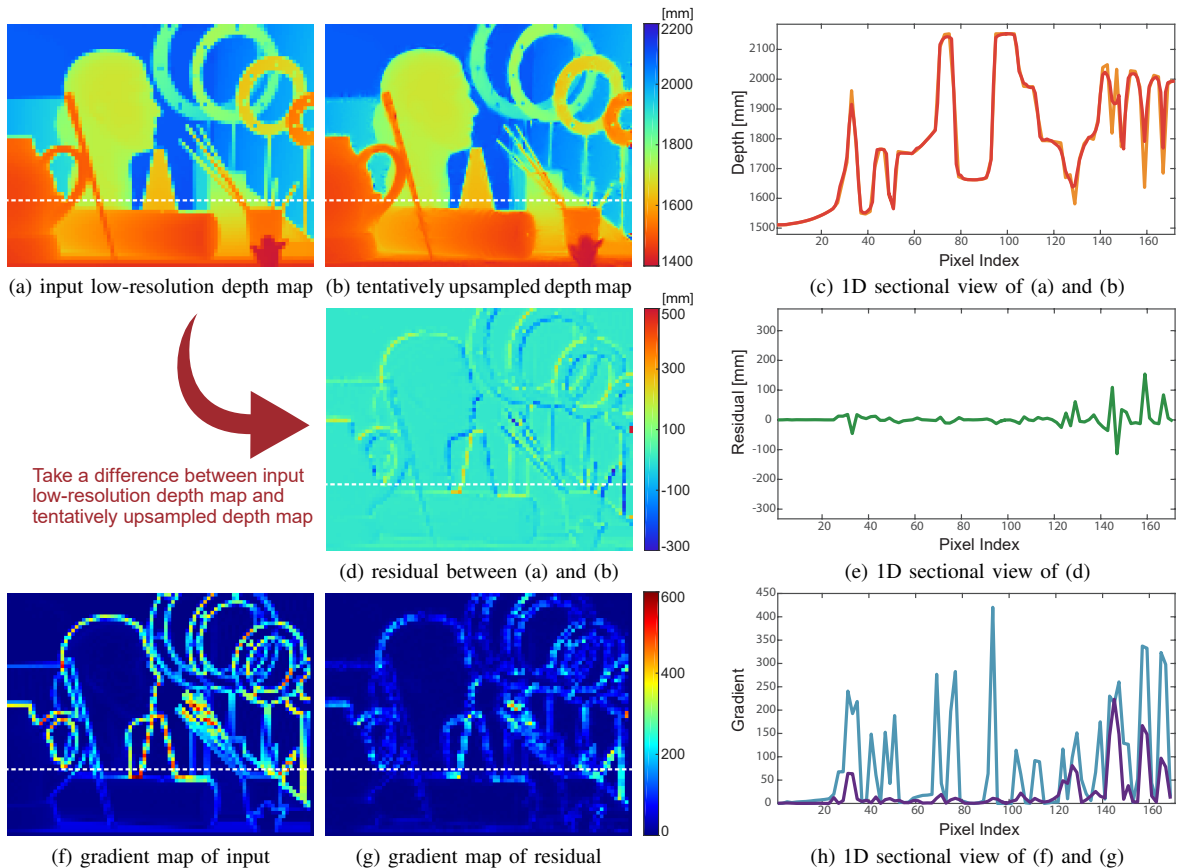 [mm]
2200
2000
1800
1600
1400
(a) input low-resolution depth map
(b) tentatively upsampled depth map
Depth [mm]
2100
2000
1900
1800
1700
1600
1500
20 40 60 80 100 120 140 160
Pixel Index
(c) 1D sectional view of (a) and (b)
Take a difference between input
low-resolution depth map and
tentatively upsampled depth map
[mm]
500
300
100
-100
-300
(d) residual between (a) and (b)
Residual [mm]
300
200
100
0
-100
-200
-300
20 40 60 80 100 120 140 160
Pixel Index
(e) 1D sectional view of (d)
600
400
200
0
(f) gradient map of input
(g) gradient map of residual
Gradient
450
400
350
300
250
200
150
100
50
0
0 20 40 60 80 100 120 140 160
Pixel Index
(h) 1D sectional view of (f) and (g)